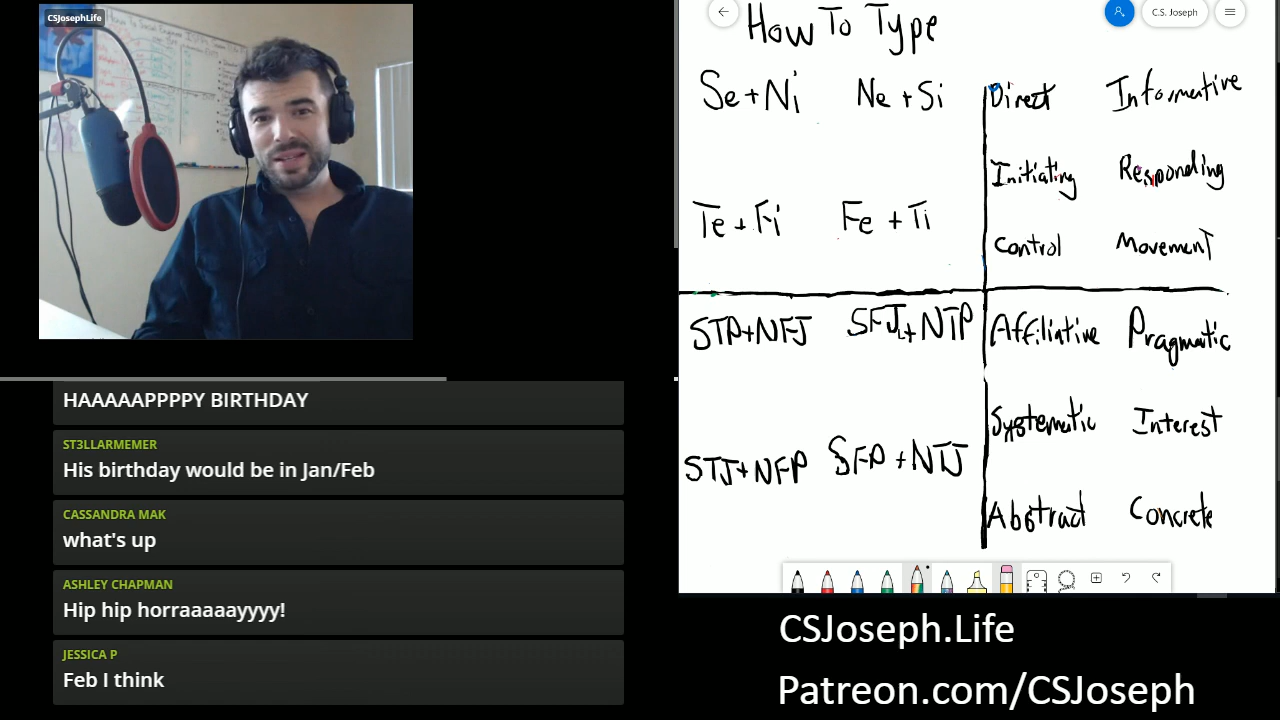 CSJosephLife
How To Type
C.S. Joseph
Se+Ni Ne+Si Direct Informative
Initiating Responding
Te+Fi Fe+Ti
Control Movement
STP+NFJ SFJ+NTP Affiliative Pragmatic
Systematic Interest
STJ+NFP SFP+NTJ
Abstract Concrete
HAAAAAPPPPY BIRTHDAY
ST3LLARMEMER
His birthday would be in Jan/Feb
CASSANDRA MAK
what's up
ASHLEY CHAPMAN
Hip hip horraaaaayyyy!
JESSICA P
Feb I think
CSJoseph.Life
Patreon.com/CSJoseph